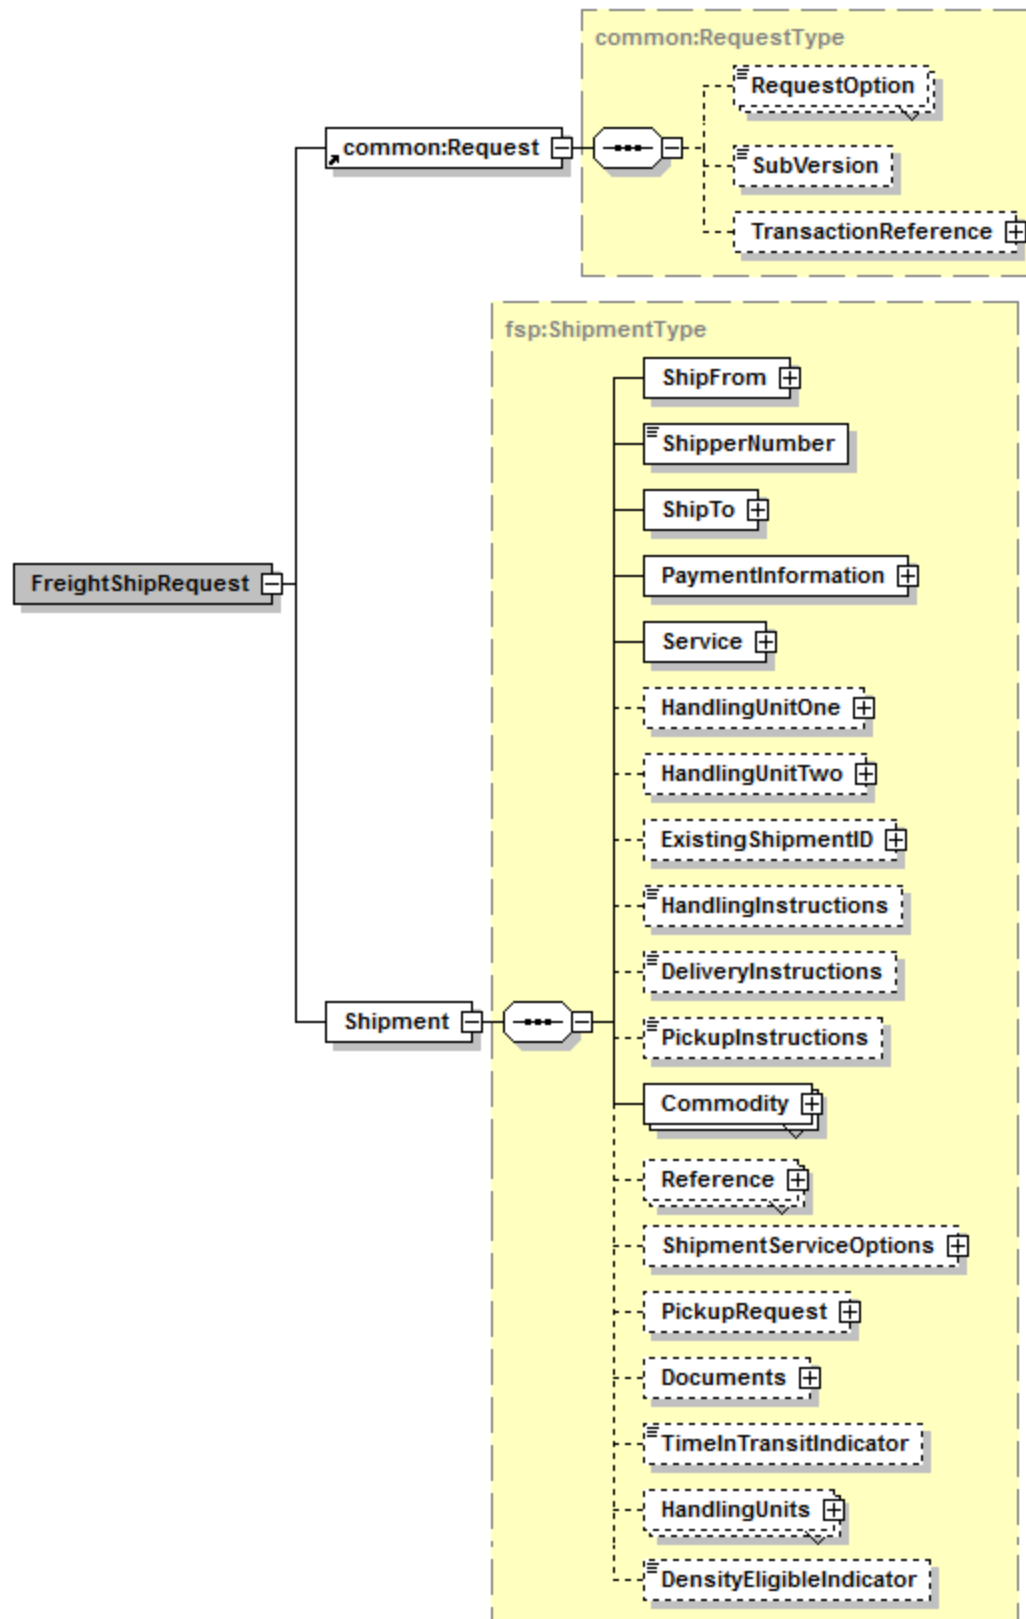 common:RequestType
RequestOption
common:Request
SubVersion
TransactionReference
fsp:ShipmentType
ShipFrom
ShipperNumber
ShipTo
PaymentInformation
FreightShipRequest
Service
HandlingUnitOne
HandlingUnitTwo
ExistingShipmentID
HandlingInstructions
DeliveryInstructions
Shipment
PickupInstructions
Commodity
Reference
ShipmentServiceOptions
PickupRequest
Documents
TimeInTransitIndicator
HandlingUnits
DensityEligibleIndicator